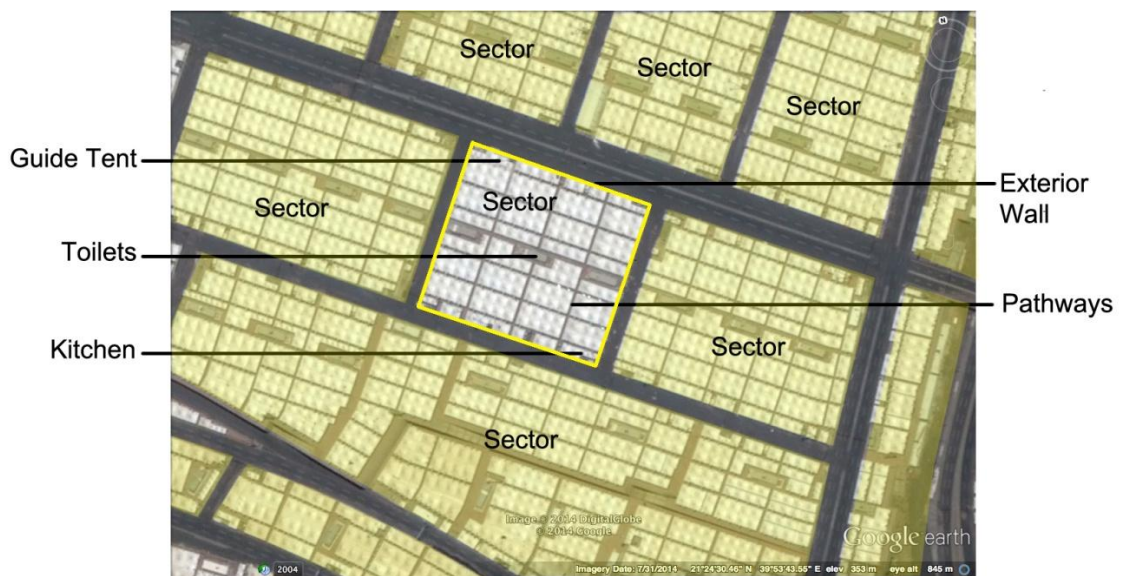 Sector
Sector
Sector
Guide Tent
Sector
Sector
Exterior
Wall
Toilets
Pathways
Kitchen
Sector
Sector
Image © 2014 DigitalGlobe
© 2014 Google
Google earth
2004
Imagery Date: 7/31/2014 21°24'30.46" N 39°53'43.55" E elev 353 m eye alt 845 m